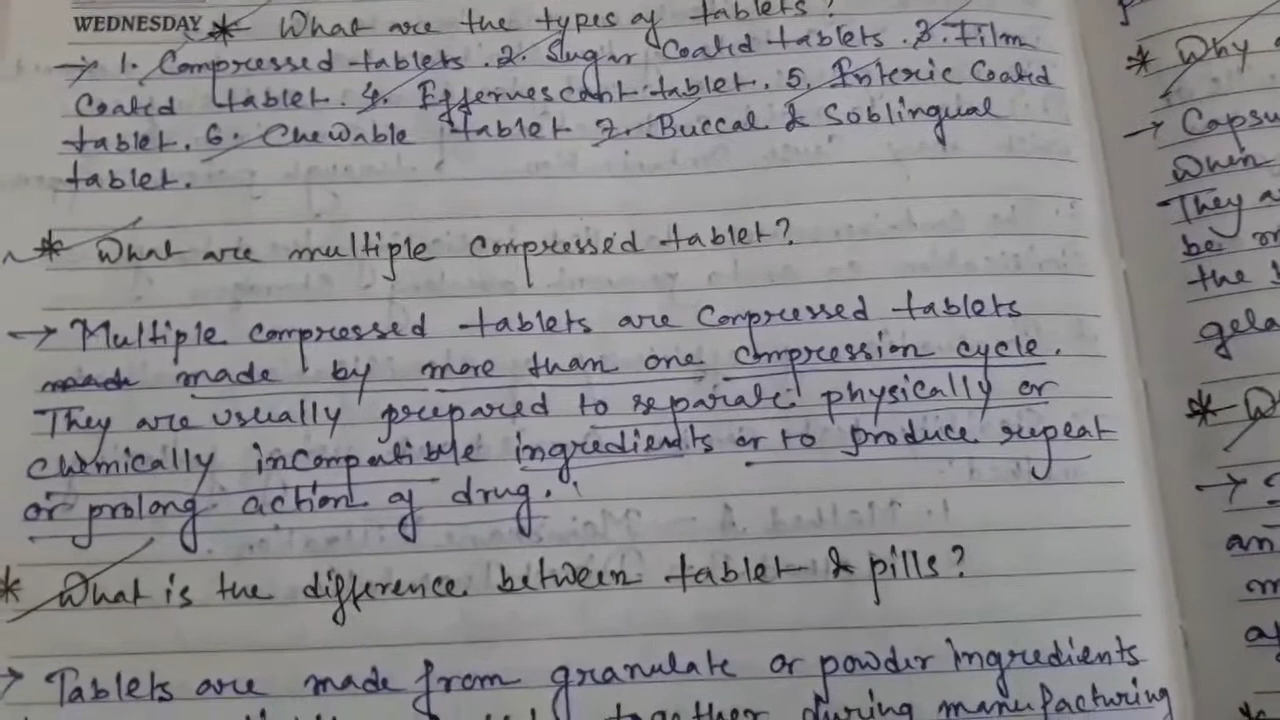 WEDNESDAY * What are the types of tablets?
→ 1. Compressed tablets. 2. Sugar Coated tablets. 3. Film
Coated tablet. 4. Effervescant tablet. 5. Enteric Coated
tablet. 6. Chewable tablet 7. Buccal & Soblingual
tablet.
* What are multiple compressed tablet?
→ Multiple compressed tablets are compressed tablets
made by more than one compression cycle.
They are usually prepared to separate physically or
chemically incompatible ingredients or to produce repeat
or prolong action of drug.
* What is the difference between tablet & pills?
→ Tablets are made from granulate or powder ingredients
together during manufacturing
* Why
→ Capsu
When
They a
be or
the
gela
*
→
an